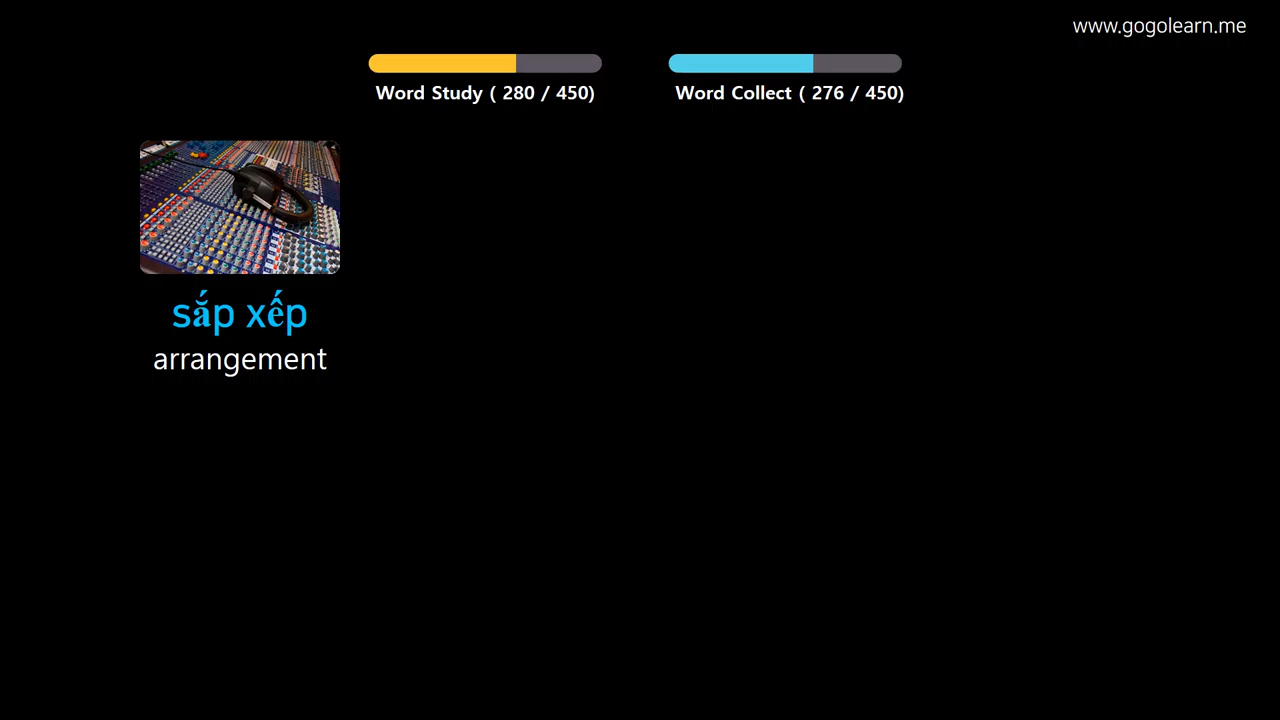 www.gogolearn.me
Word Study ( 280 / 450)
Word Collect ( 276 / 450)
sắp xếp
arrangement